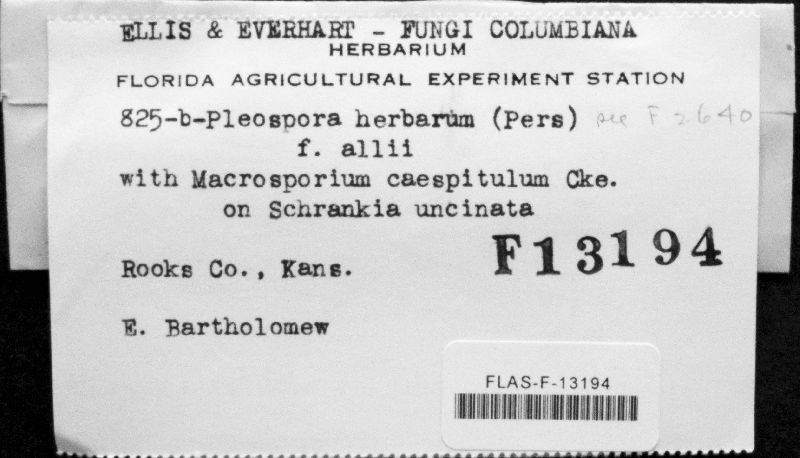 ELLIS & EVERHART - FUNGI COLUMBIANA
HERBARIUM
FLORIDA AGRICULTURAL EXPERIMENT STATION
825-b-Pleospora herbarum (Pers) see F 2640
f. allii
with Macrosporium caespitulum Cke.
on Schrankia uncinata
Rooks Co., Kans.
F13194
E. Bartholomew
FLAS-F-13194